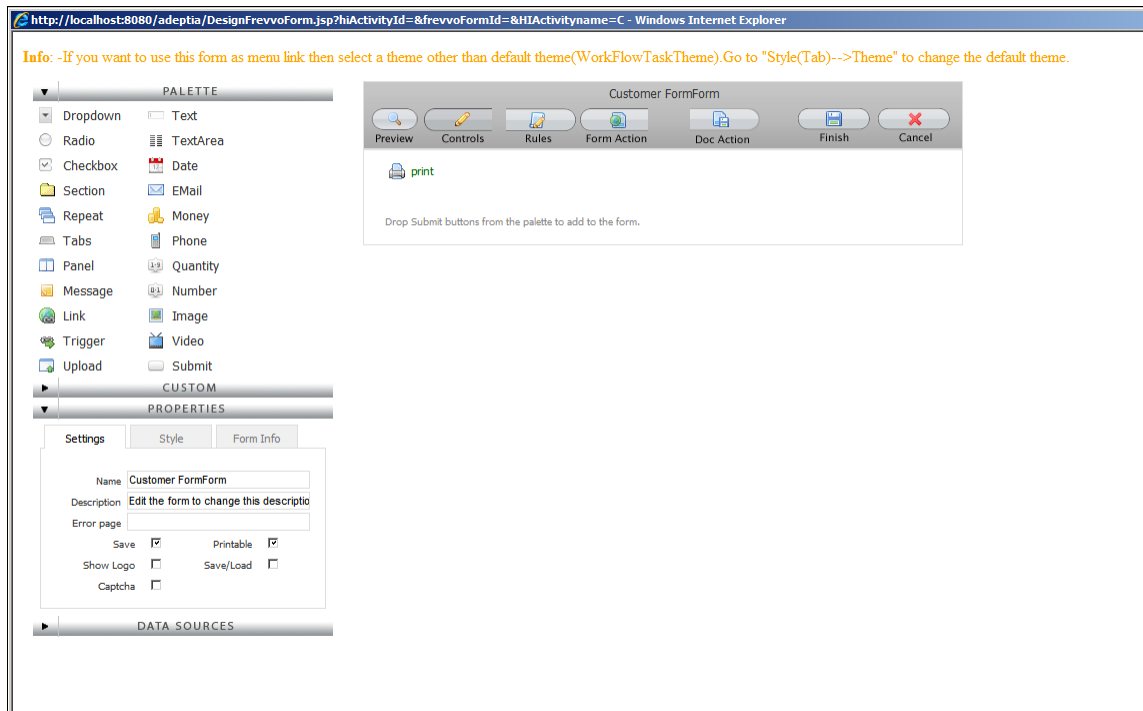 http://localhost:8080/adeptia/DesignFrevvoForm.jsp?hiActivityId=&frevvoFormId=&HIActivityname=C - Windows Internet Explorer
Info: -If you want to use this form as menu link then select a theme other than default theme(WorkFlowTaskTheme).Go to "Style(Tab)-->Theme" to change the default theme.
PALETTE
Dropdown Text
Radio TextArea
Checkbox Date
Section EMail
Repeat Money
Tabs Phone
Panel Quantity
Message Number
Link Image
Trigger Video
Upload Submit
CUSTOM
PROPERTIES
Settings Style Form Info
Name Customer FormForm
Description Edit the form to change this descriptio
Error page
Save Printable
Show Logo Save/Load
Captcha
DATA SOURCES
Customer FormForm
Preview Controls Rules Form Action Doc Action Finish Cancel
print
Drop Submit buttons from the palette to add to the form.